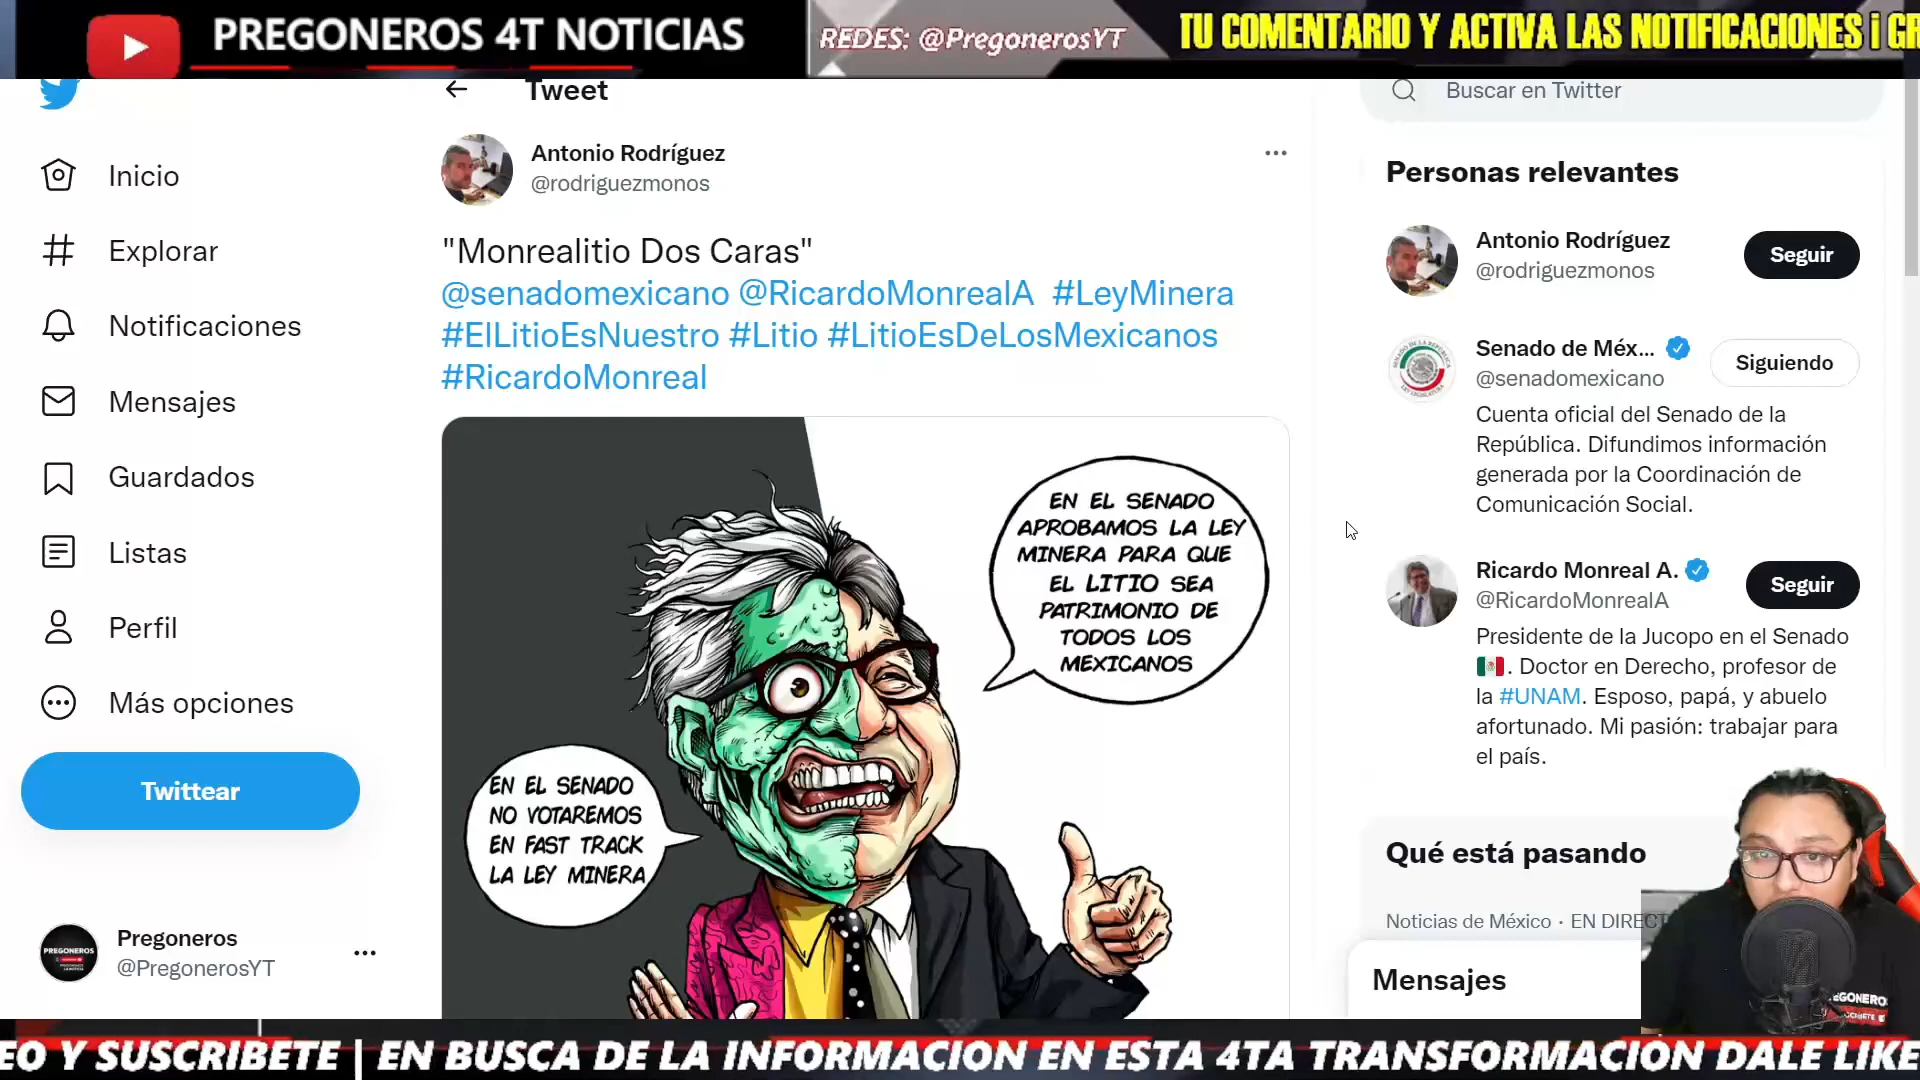 PREGONEROS 4T NOTICIAS
REDES: @PregonerosYT
TU COMENTARIO Y ACTIVA LAS NOTIFICACIONES ¡ GR
Inicio
Explorar
Notificaciones
Mensajes
Guardados
Listas
Perfil
Más opciones
Twittear
Pregoneros
@PregonerosYT
Tweet
Antonio Rodríguez
@rodriguezmonos
"Monrealitio Dos Caras"
@senadomexicano @RicardoMonrealA #LeyMinera
#ElLitioEsNuestro #Litio #LitioEsDeLosMexicanos
#RicardoMonreal
EN EL SENADO
APROBAMOS LA LEY
MINERA PARA QUE
EL LITIO SEA
PATRIMONIO DE
TODOS LOS
MEXICANOS
EN EL SENADO
NO VOTAREMOS
EN FAST TRACK
LA LEY MINERA
Buscar en Twitter
Personas relevantes
Antonio Rodríguez
@rodriguezmonos
Seguir
Senado de Méx...
@senadomexicano
Siguiendo
Cuenta oficial del Senado de la
República. Difundimos información
generada por la Coordinación de
Comunicación Social.
Ricardo Monreal A.
@RicardoMonrealA
Seguir
Presidente de la Jucopo en el Senado
. Doctor en Derecho, profesor de
la #UNAM. Esposo, papá, y abuelo
afortunado. Mi pasión: trabajar para
el país.
Qué está pasando
Noticias de México · EN DIRECT
Mensajes
EO Y SUSCRIBETE | EN BUSCA DE LA INFORMACION EN ESTA 4TA TRANSFORMACIÓN DALE LIKE